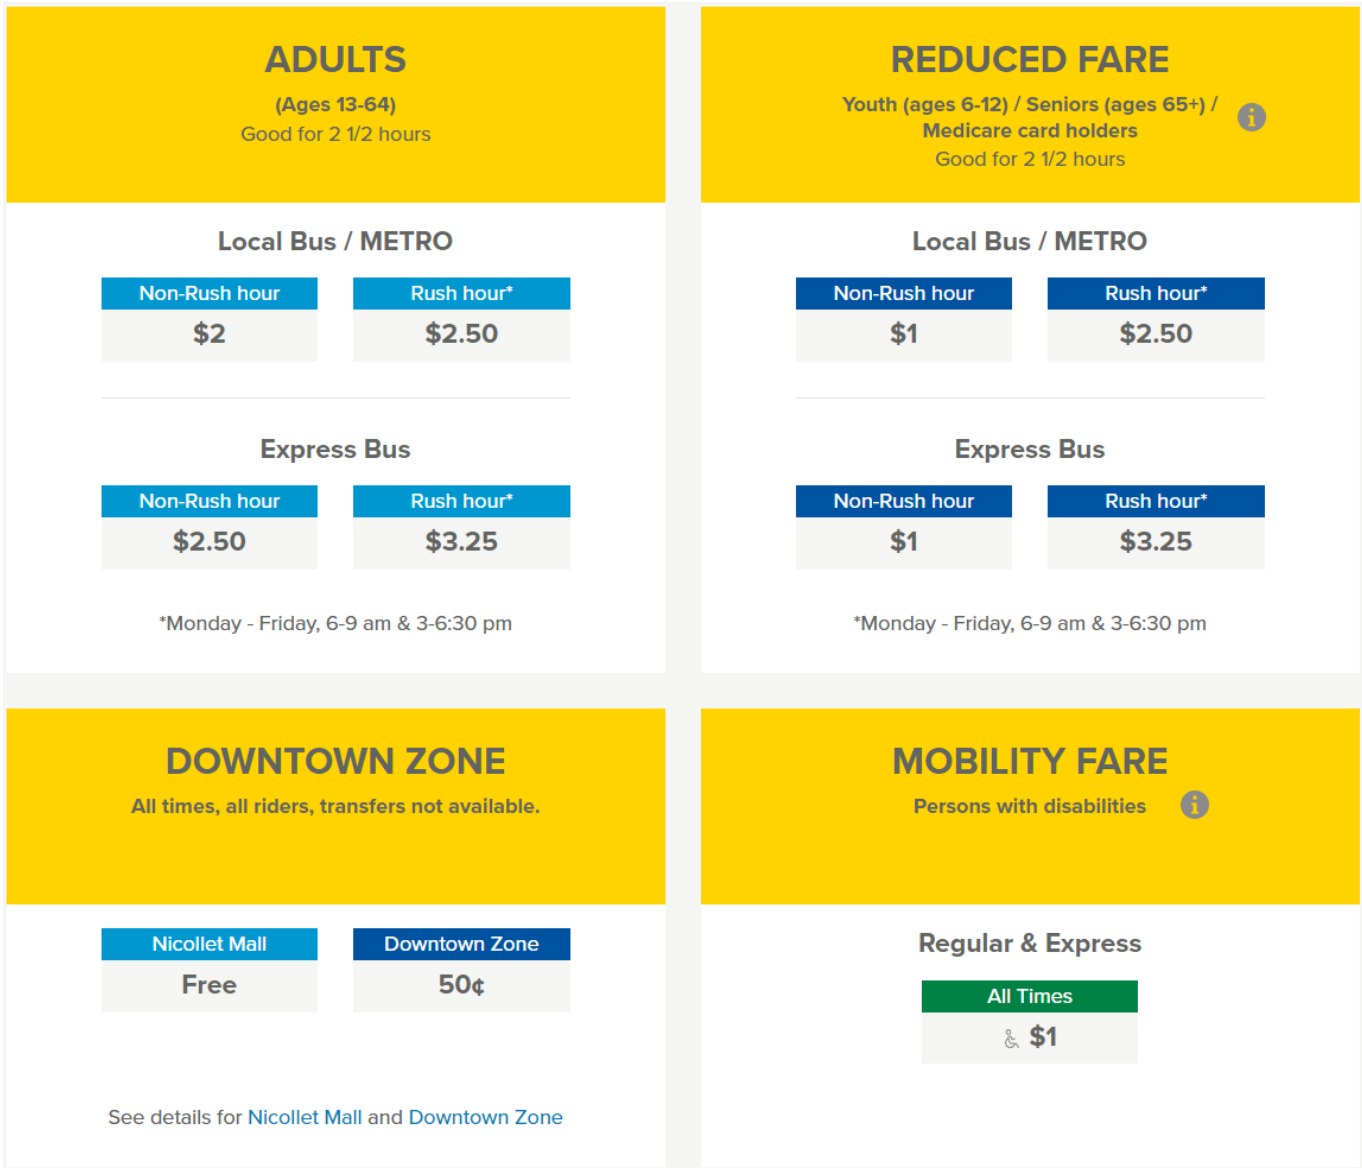 ADULTS
(Ages 13-64)
Good for 2 1/2 hours
Local Bus / METRO
Non-Rush hour
Rush hour*
$2
$2.50
Express Bus
Non-Rush hour
Rush hour*
$2.50
$3.25
*Monday - Friday, 6-9 am & 3-6:30 pm
REDUCED FARE
Youth (ages 6-12) / Seniors (ages 65+) /
Medicare card holders
Good for 2 1/2 hours
i
Local Bus / METRO
Non-Rush hour
Rush hour*
$1
$2.50
Express Bus
Non-Rush hour
Rush hour*
$1
$3.25
*Monday - Friday, 6-9 am & 3-6:30 pm
DOWNTOWN ZONE
All times, all riders, transfers not available.
Nicollet Mall
Downtown Zone
Free
50¢
See details for Nicollet Mall and Downtown Zone
MOBILITY FARE
Persons with disabilities
i
Regular & Express
All Times
$1